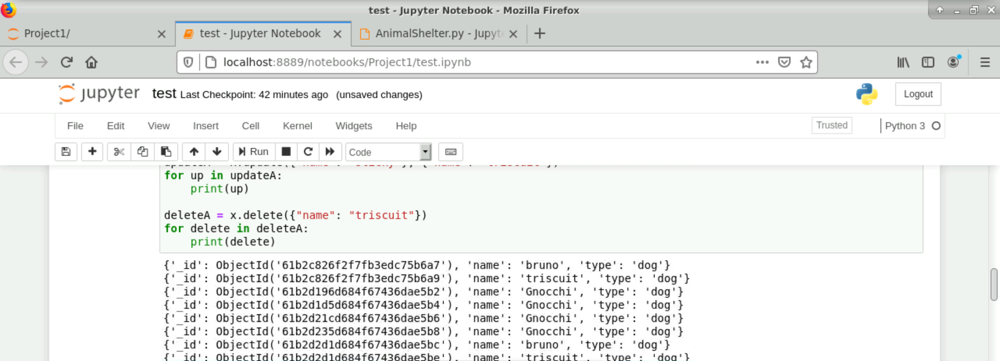 test - Jupyter Notebook - Mozilla Firefox
Project1/
test - Jupyter Notebook
AnimalShelter.py - Jupyt
localhost:8889/notebooks/Project1/test.ipynb
jupyter test Last Checkpoint: 42 minutes ago (unsaved changes)
Logout
File Edit View Insert Cell Kernel Widgets Help
Trusted
Python 3
Run
Code
for up in updateA:
    print(up)
deleteA = x.delete({"name": "triscuit"})
for delete in deleteA:
    print(delete)
{'_id': ObjectId('61b2c826f2f7fb3edc75b6a7'), 'name': 'bruno', 'type': 'dog'}
{'_id': ObjectId('61b2c826f2f7fb3edc75b6a9'), 'name': 'triscuit', 'type': 'dog'}
{'_id': ObjectId('61b2d196d684f67436dae5b2'), 'name': 'Gnocchi', 'type': 'dog'}
{'_id': ObjectId('61b2d1d5d684f67436dae5b4'), 'name': 'Gnocchi', 'type': 'dog'}
{'_id': ObjectId('61b2d21cd684f67436dae5b6'), 'name': 'Gnocchi', 'type': 'dog'}
{'_id': ObjectId('61b2d235d684f67436dae5b8'), 'name': 'Gnocchi', 'type': 'dog'}
{'_id': ObjectId('61b2d2d1d684f67436dae5bc'), 'name': 'bruno', 'type': 'dog'}
{'_id': ObjectId('61b2d2d1d684f67436dae5be'), 'name': 'triscuit', 'type': 'dog'}